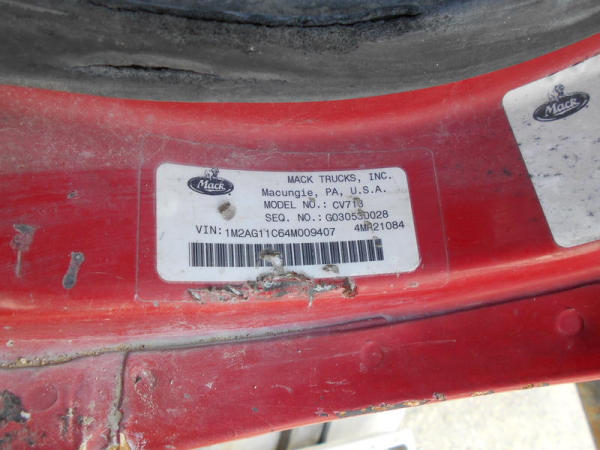 Mack
MACK TRUCKS, INC.
Macungie, PA, U.S.A.
MODEL NO.: CV713
SEQ. NO.: G03053D028
VIN: 1M2AG11C64M009407 4MR21084
Mack